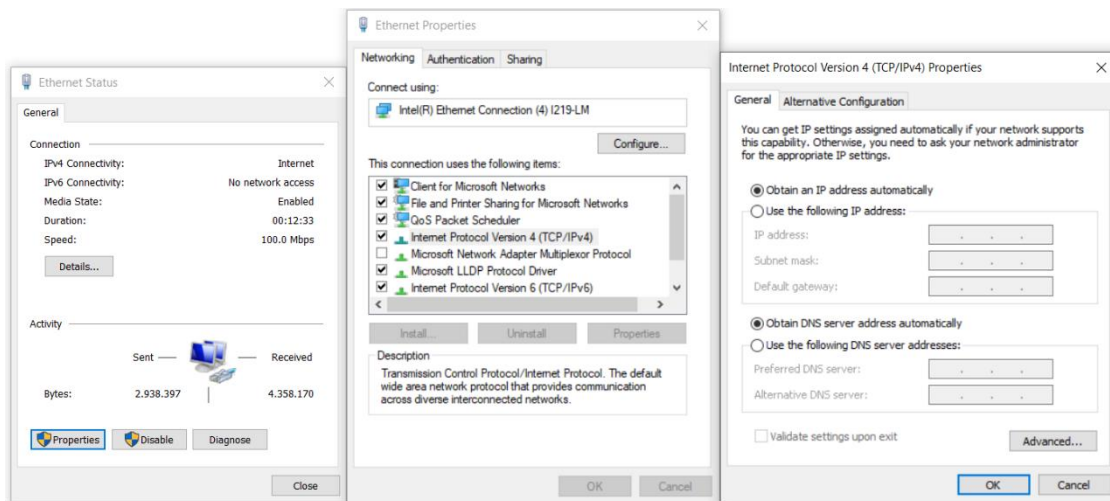 Ethernet Status
General
Connection
IPv4 Connectivity: Internet
IPv6 Connectivity: No network access
Media State: Enabled
Duration: 00:12:33
Speed: 100.0 Mbps
Details...
Activity
Sent — — Received
Bytes: 2.938.397 4.358.170
Properties Disable Diagnose
Close
Ethernet Properties
Networking Authentication Sharing
Connect using:
Intel(R) Ethernet Connection (4) I219-LM
Configure...
This connection uses the following items:
Client for Microsoft Networks
File and Printer Sharing for Microsoft Networks
QoS Packet Scheduler
Internet Protocol Version 4 (TCP/IPv4)
Microsoft Network Adapter Multiplexor Protocol
Microsoft LLDP Protocol Driver
Internet Protocol Version 6 (TCP/IPv6)
Install... Uninstall Properties
Description
Transmission Control Protocol/Internet Protocol. The default
wide area network protocol that provides communication
across diverse interconnected networks.
OK Cancel
Internet Protocol Version 4 (TCP/IPv4) Properties
General Alternative Configuration
You can get IP settings assigned automatically if your network supports
this capability. Otherwise, you need to ask your network administrator
for the appropriate IP settings.
Obtain an IP address automatically
Use the following IP address:
IP address:
Subnet mask:
Default gateway:
Obtain DNS server address automatically
Use the following DNS server addresses:
Preferred DNS server:
Alternative DNS server:
Validate settings upon exit
Advanced...
OK Cancel